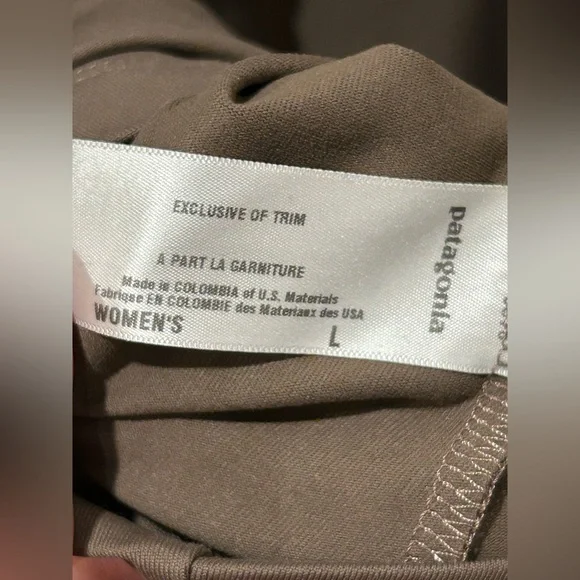 EXCLUSIVE OF TRIM
A PART LA GARNITURE
Made in COLOMBIA of U.S. Materials
Fabrique EN COLOMBIE des Materiaux des USA
WOMEN'S L
patagonia